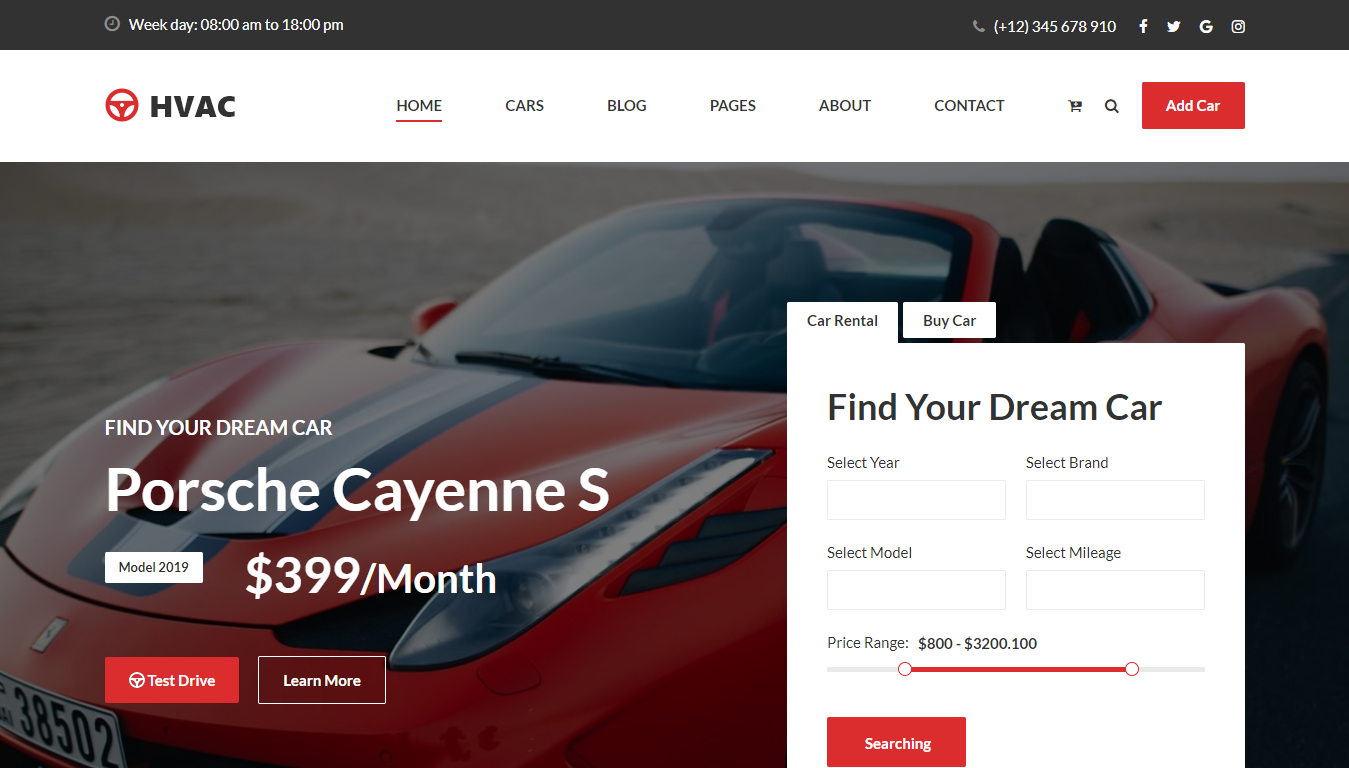 Week day: 08:00 am to 18:00 pm
(+12) 345 678 910
HVAC
HOME
CARS
BLOG
PAGES
ABOUT
CONTACT
Add Car
Car Rental
Buy Car
FIND YOUR DREAM CAR
Porsche Cayenne S
Model 2019
$399/Month
Test Drive
Learn More
38502
Find Your Dream Car
Select Year
Select Brand
Select Model
Select Mileage
Price Range: $800 - $3200.100
Searching